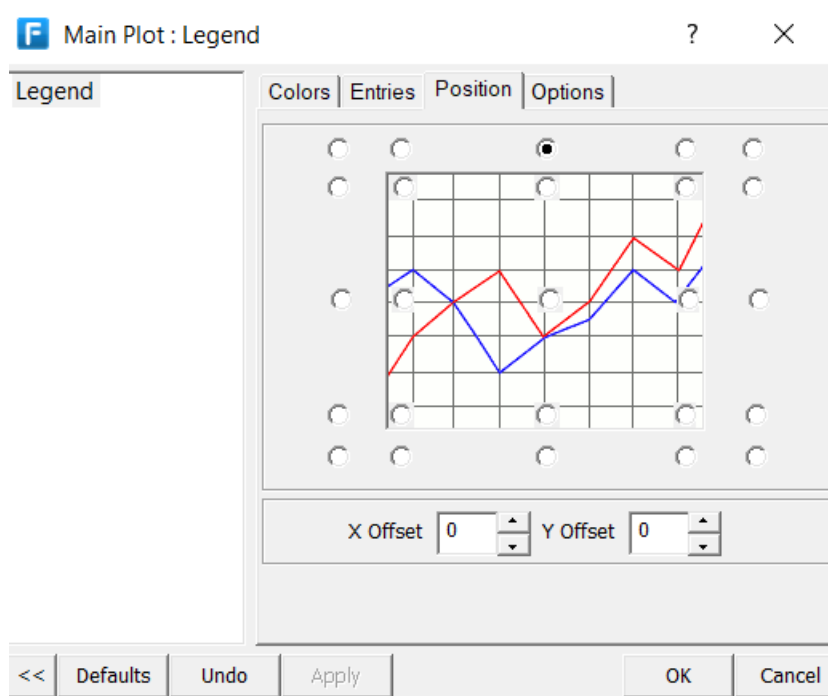 F Main Plot : Legend ? 
Legend
Colors Entries Position Options
X Offset 0 Y Offset 0
<< Defaults Undo Apply OK Cancel